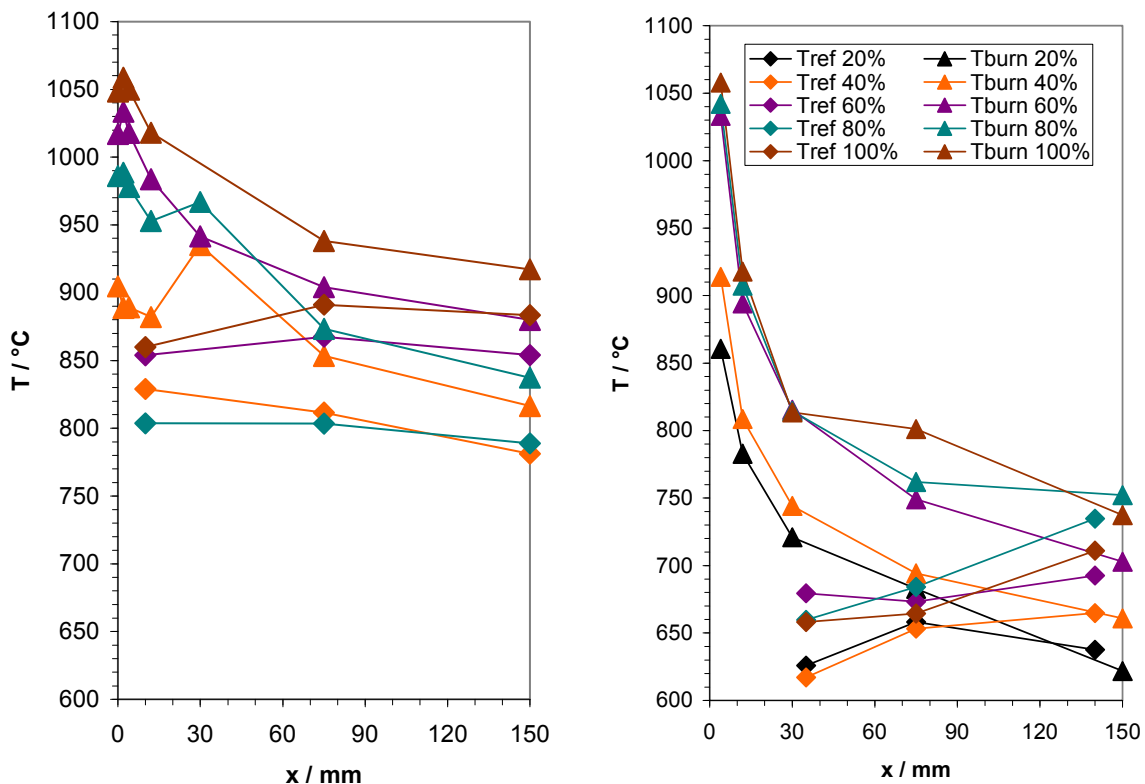 1100
1050
1000
950
900
850
800
750
700
650
600
T / °C
0 30 60 90 120 150
x / mm
1100
1050
1000
950
900
850
800
750
700
650
600
T / °C
0 30 60 90 120 150
x / mm
Tref 20% Tburn 20%
Tref 40% Tburn 40%
Tref 60% Tburn 60%
Tref 80% Tburn 80%
Tref 100% Tburn 100%